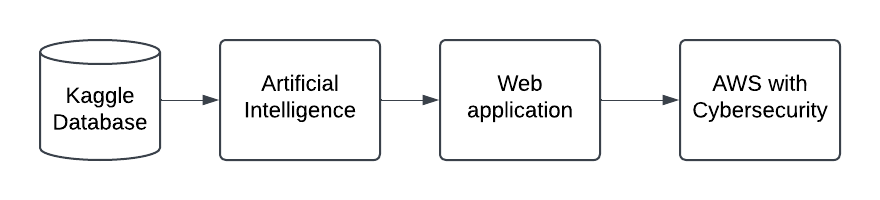 Kaggle
Database
Artificial
Intelligence
Web
application
AWS with
Cybersecurity